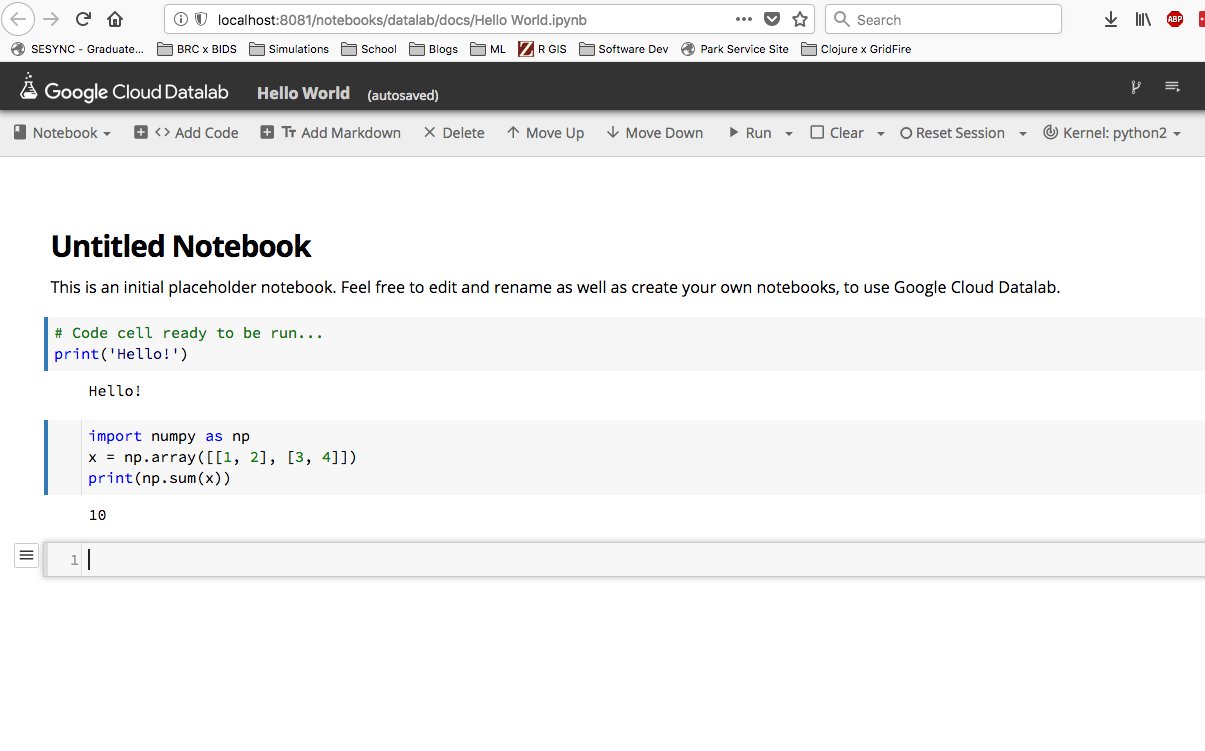 localhost:8081/notebooks/datalab/docs/Hello World.ipynb
Search
ABP
SESYNC - Graduate... BRC x BIDS Simulations School Blogs ML R GIS Software Dev Park Service Site Clojure x GridFire
Google Cloud Datalab Hello World (autosaved)
Notebook <> Add Code Tт Add Markdown Delete Move Up Move Down Run Clear Reset Session Kernel: python2
Untitled Notebook
This is an initial placeholder notebook. Feel free to edit and rename as well as create your own notebooks, to use Google Cloud Datalab.
# Code cell ready to be run...
print('Hello!')
Hello!
import numpy as np
x = np.array([[1, 2], [3, 4]])
print(np.sum(x))
10
1